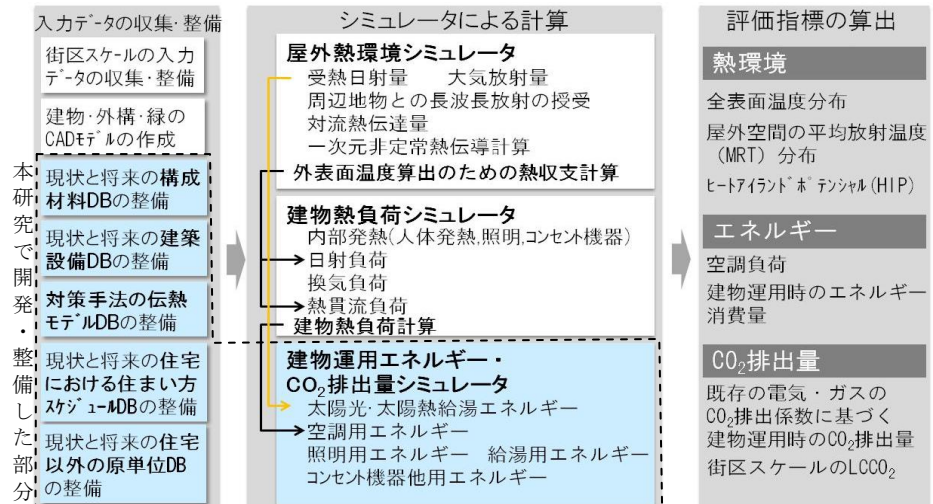 入力データの収集･整備
街区スケールの入力
データの収集･整備
建物･外構･緑の
CADモデルの作成
本研究で開発・整備した部分
現状と将来の構成
材料DBの整備
現状と将来の建築
設備DBの整備
対策手法の伝熱
モデルDBの整備
現状と将来の住宅
における住まい方
スケジュールDBの整備
現状と将来の住宅
以外の原単位DB
の整備
シミュレータによる計算
屋外熱環境シミュレータ
受熱日射量 大気放射量
周辺地物との長波長放射の授受
対流熱伝達量
一次元非定常熱伝導計算
外表面温度算出のための熱収支計算
建物熱負荷シミュレータ
内部発熱(人体発熱,照明,コンセント機器)
日射負荷
換気負荷
熱貫流負荷
建物熱負荷計算
建物運用エネルギー・
CO₂排出量シミュレータ
太陽光･太陽熱給湯エネルギー
空調用エネルギー
照明用エネルギー 給湯用エネルギー
コンセント機器他用エネルギー
評価指標の算出
熱環境
全表面温度分布
屋外空間の平均放射温度
（MRT）分布
ヒートアイランドポテンシャル(HIP)
エネルギー
空調負荷
建物運用時のエネルギー
消費量
CO₂排出量
既存の電気・ガスの
CO₂排出係数に基づく
建物運用時のCO₂排出量
街区スケールのLCCO₂